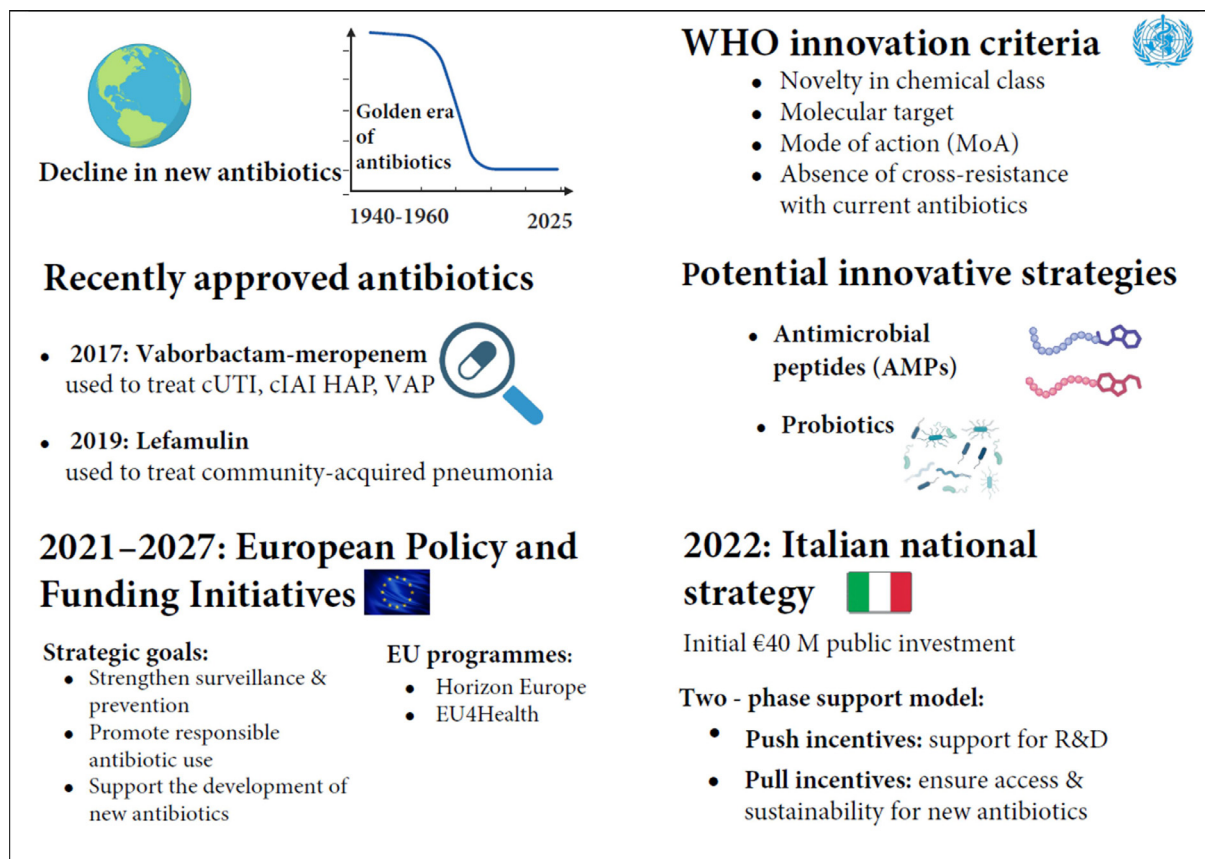 Decline in new antibiotics
Golden era
of
antibiotics
1940-1960
2025
WHO innovation criteria
• Novelty in chemical class
• Molecular target
• Mode of action (MoA)
• Absence of cross-resistance
with current antibiotics
Recently approved antibiotics
• 2017: Vaborbactam-meropenem
used to treat cUTI, cIAI HAP, VAP
• 2019: Lefamulin
used to treat community-acquired pneumonia
Potential innovative strategies
• Antimicrobial
peptides (AMPs)
• Probiotics
2021–2027: European Policy and
Funding Initiatives
Strategic goals:
• Strengthen surveillance &
prevention
• Promote responsible
antibiotic use
• Support the development of
new antibiotics
EU programmes:
• Horizon Europe
• EU4Health
2022: Italian national
strategy
Initial €40 M public investment
Two - phase support model:
• Push incentives: support for R&D
• Pull incentives: ensure access &
sustainability for new antibiotics